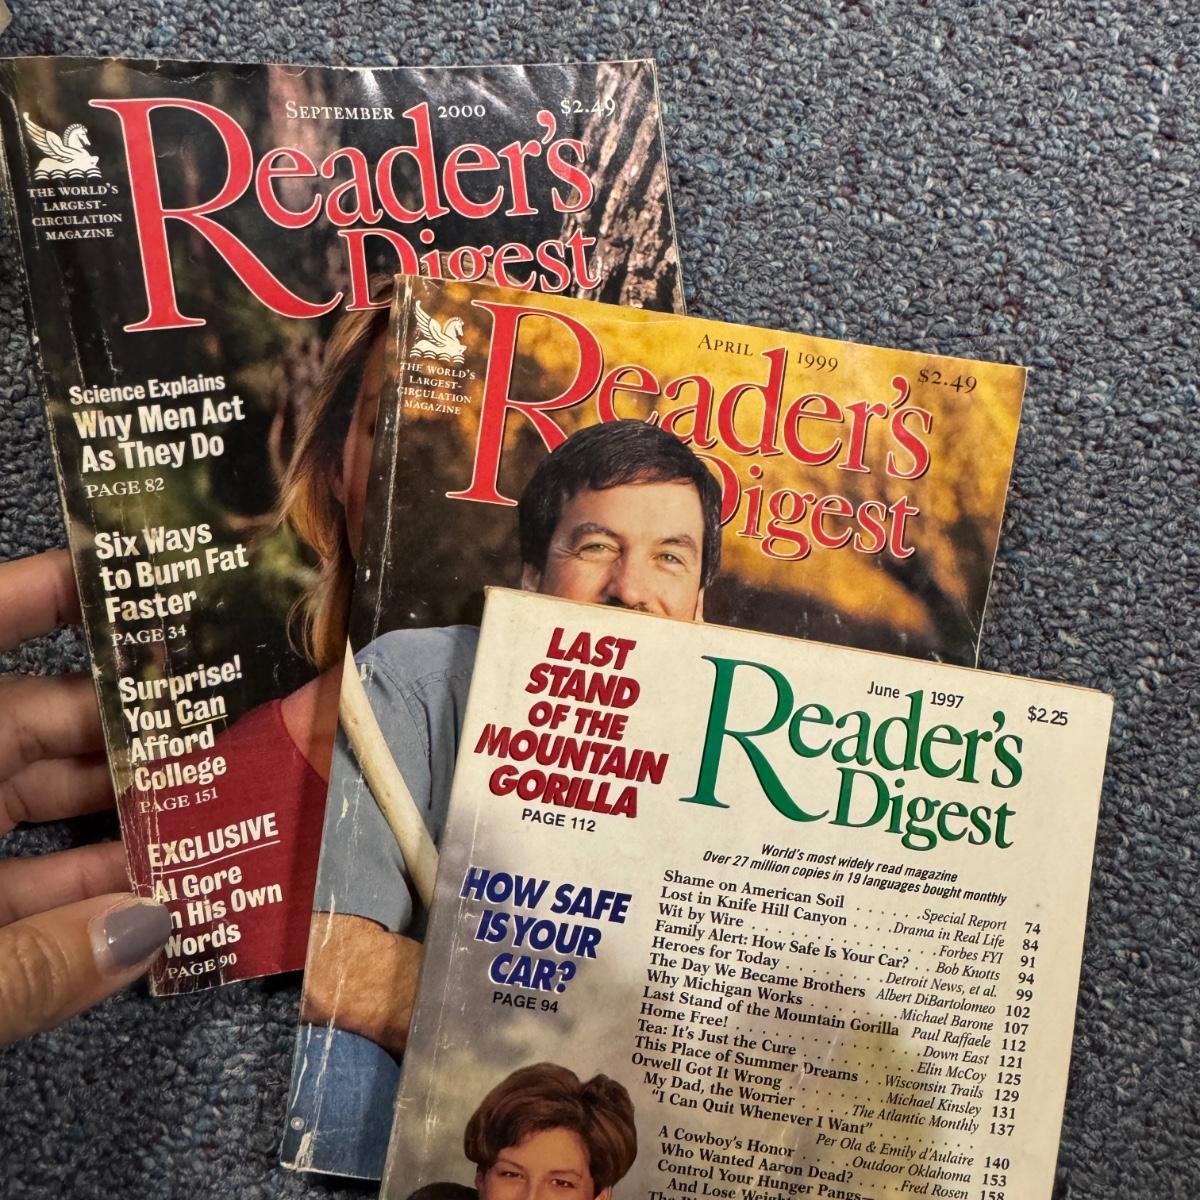 SEPTEMBER 2000 $2.49
Reader's
Digest
THE WORLD'S
LARGEST-
CIRCULATION
MAGAZINE
Science Explains
Why Men Act
As They Do
PAGE 82
Six Ways
to Burn Fat
Faster
PAGE 34
Surprise!
You Can
Afford
College
PAGE 151
EXCLUSIVE
Al Gore
In His Own
Words
PAGE 90
APRIL 1999 $2.49
Reader's
Digest
THE WORLD'S
LARGEST-
CIRCULATION
MAGAZINE
LAST
STAND
OF THE
MOUNTAIN
GORILLA
PAGE 112
HOW SAFE
IS YOUR
CAR?
PAGE 94
June 1997 $2.25
Reader's
Digest
World's most widely read magazine
Over 27 million copies in 19 languages bought monthly
Shame on American Soil . . . . . . . Special Report 74
Lost in Knife Hill Canyon . . . . Drama in Real Life 84
Wit by Wire . . . . . . . . . . . . . . . . Forbes FYI 91
Family Alert: How Safe Is Your Car? . . Bob Knotts 94
Heroes for Today . . . . . . . . . Detroit News, et al. 99
The Day We Became Brothers Albert DiBartolomeo 102
Why Michigan Works . . . . . . . . Michael Barone 107
Last Stand of the Mountain Gorilla Paul Raffaele 112
Home Free! . . . . . . . . . . . . . . . . . Down East 121
Tea: It's Just the Cure . . . . . . . . . . Elin McCoy 125
This Place of Summer Dreams . . Wisconsin Trails 129
Orwell Got It Wrong . . . . . . . . Michael Kinsley 131
My Dad, the Worrier . . . . . The Atlantic Monthly 137
"I Can Quit Whenever I Want" . . . . . . . . . .
Per Ola & Emily d'Aulaire 140
A Cowboy's Honor . . . . . Outdoor Oklahoma 153
Who Wanted Aaron Dead? . . . . Fred Rosen 158
Control Your Hunger Pangs—
And Lose Weight